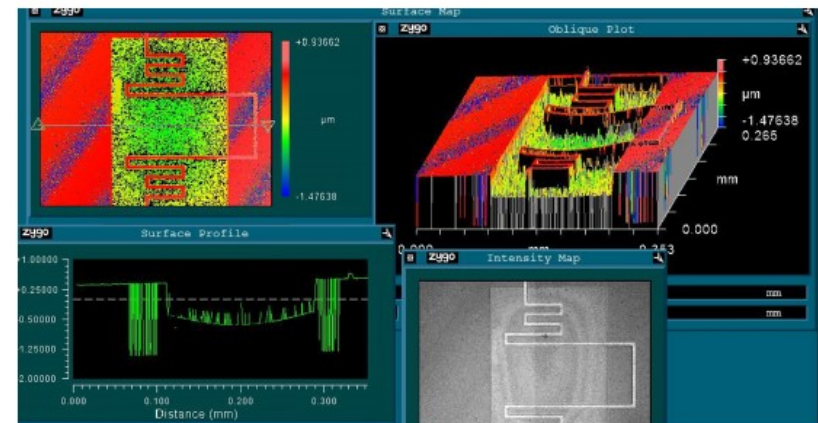 zygo Surface Map
+0.93662
µm
-1.47638
zygo Oblique Plot
+0.93662
µm
-1.47638
0.265
mm
0.000
0.000 mm 0.353
mm
mm
zygo Surface Profile
+1.00000
+0.25000
-0.50000
-1.25000
-2.00000
0.000 0.100 0.200 0.300
Distance (mm)
zygo Intensity Map